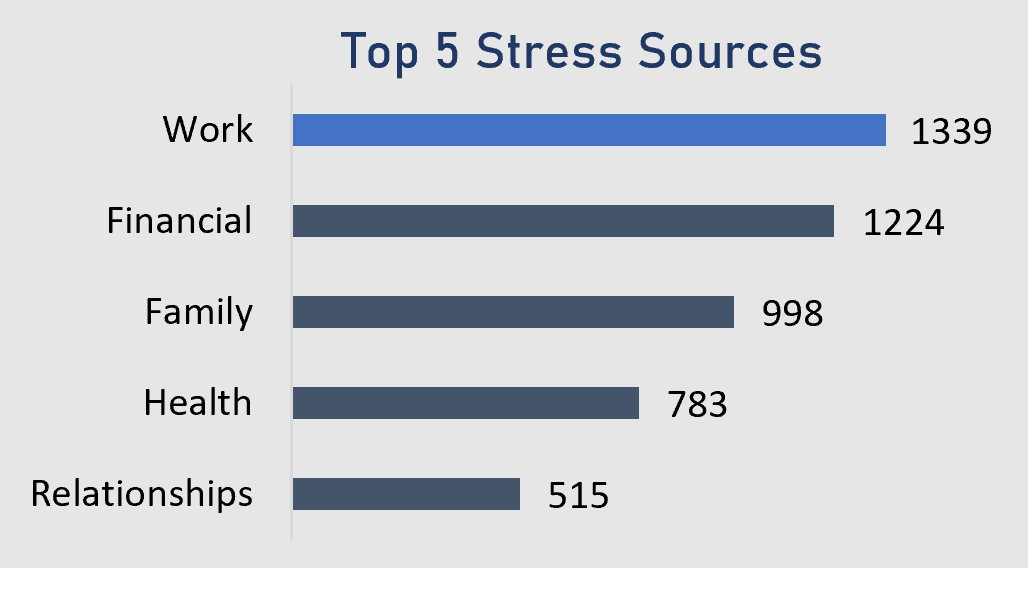 Top 5 Stress Sources
Work 1339
Financial 1224
Family 998
Health 783
Relationships 515